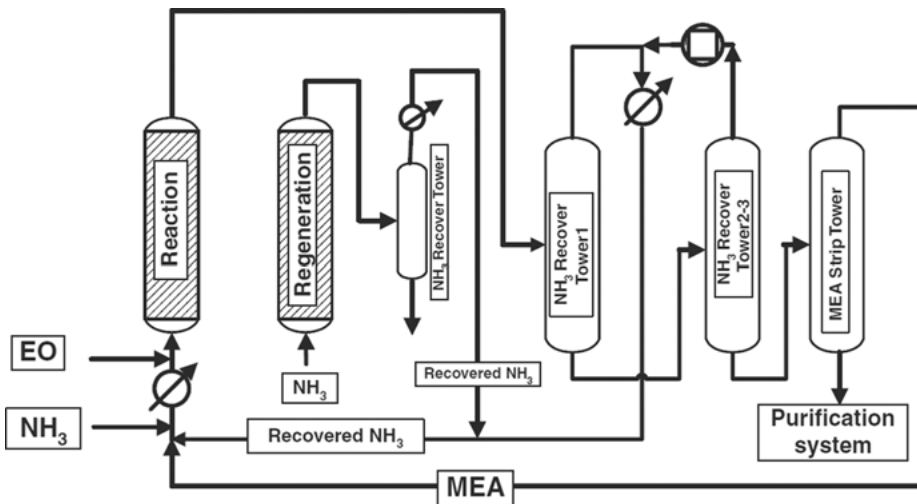 Reaction
Regeneration
NH₃ Recover Tower
NH₃ Recover
Tower1
NH₃ Recover
Tower2-3
MEA Strip Tower
EO
NH₃
NH₃
Recovered NH₃
Recovered NH₃
Purification
system
MEA